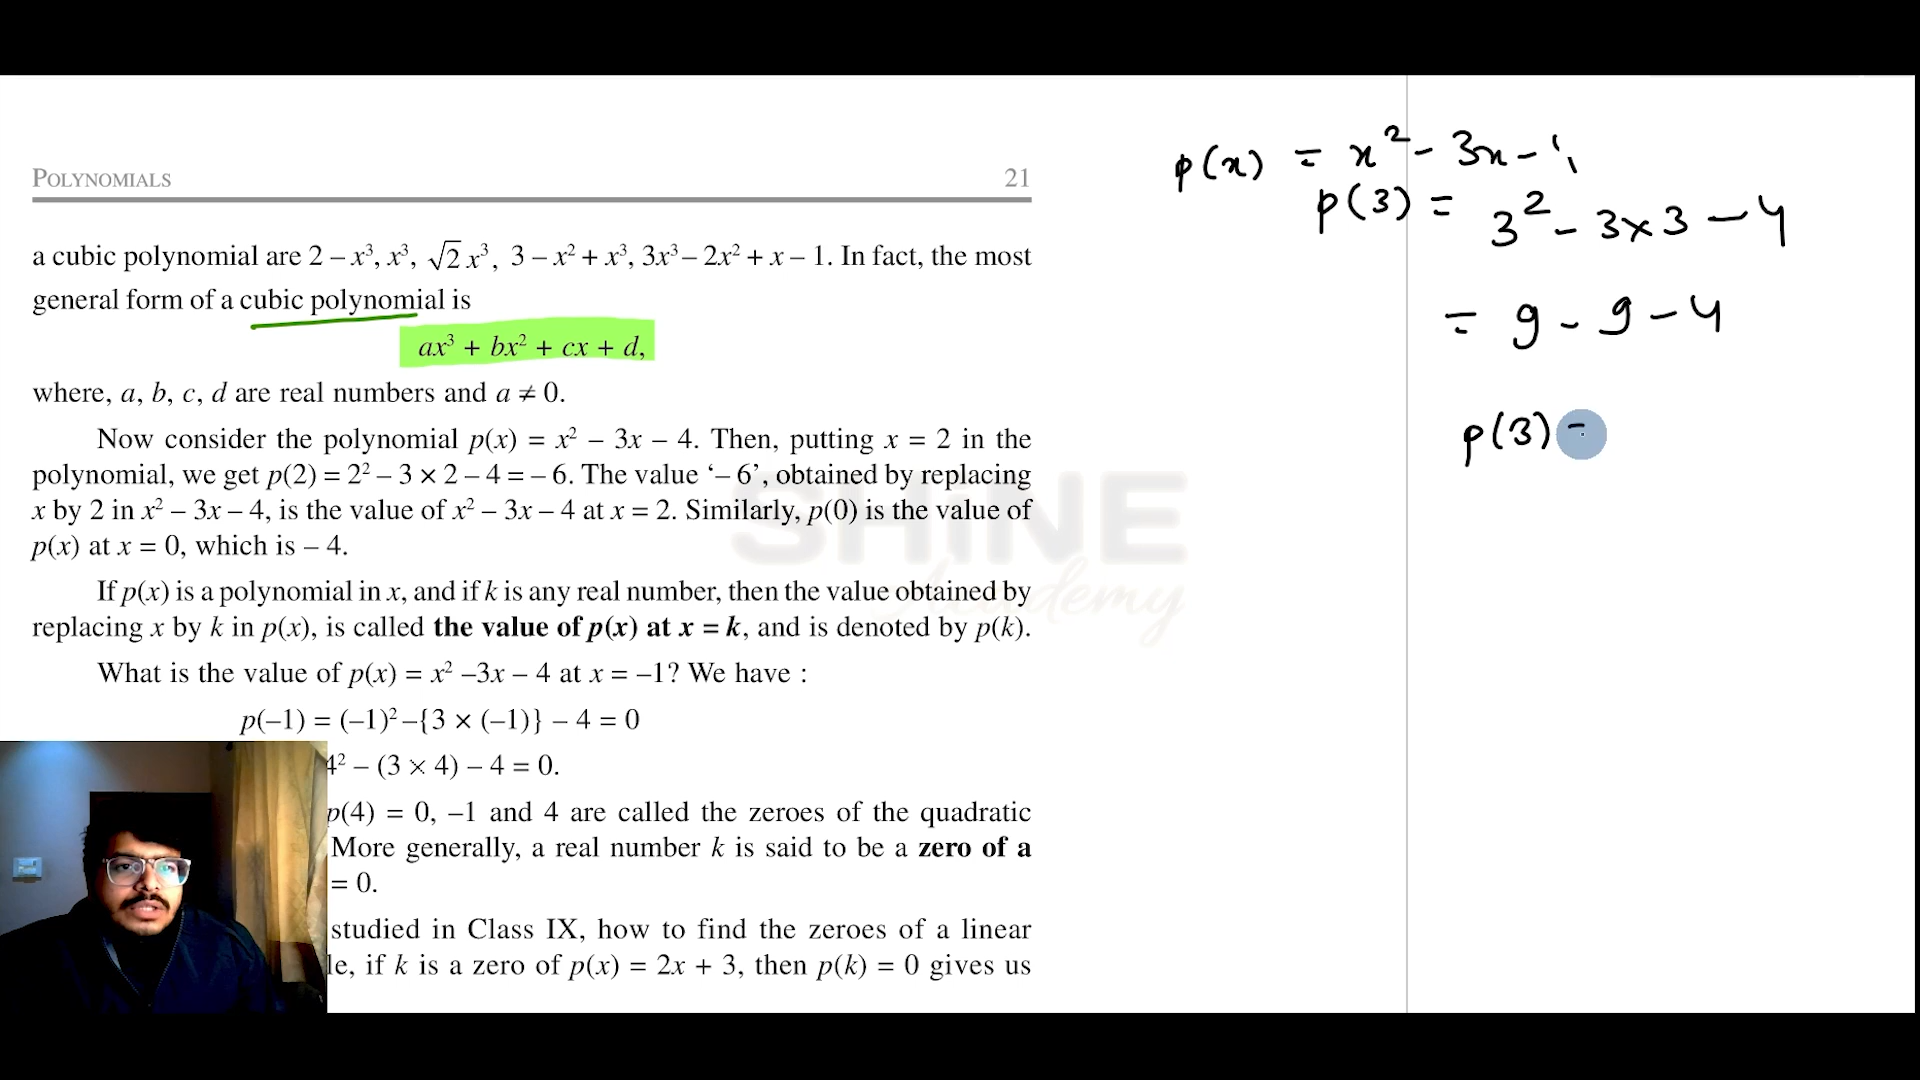 POLYNOMIALS 21
a cubic polynomial are 2 – x³, x³, √2 x³, 3 – x² + x³, 3x³ – 2x² + x – 1. In fact, the most
general form of a cubic polynomial is
ax³ + bx² + cx + d,
where, a, b, c, d are real numbers and a ≠ 0.
Now consider the polynomial p(x) = x² – 3x – 4. Then, putting x = 2 in the
polynomial, we get p(2) = 2² – 3 × 2 – 4 = – 6. The value ‘– 6’, obtained by replacing
x by 2 in x² – 3x – 4, is the value of x² – 3x – 4 at x = 2. Similarly, p(0) is the value of
p(x) at x = 0, which is – 4.
If p(x) is a polynomial in x, and if k is any real number, then the value obtained by
replacing x by k in p(x), is called the value of p(x) at x = k, and is denoted by p(k).
What is the value of p(x) = x² –3x – 4 at x = –1? We have :
p(–1) = (–1)² –{3 × (–1)} – 4 = 0
4² – (3 × 4) – 4 = 0.
p(4) = 0, –1 and 4 are called the zeroes of the quadratic
More generally, a real number k is said to be a zero of a
= 0.
studied in Class IX, how to find the zeroes of a linear
le, if k is a zero of p(x) = 2x + 3, then p(k) = 0 gives us
SHiNE
Academy
p(x) = x² - 3x -
p(3) = 3² - 3x3 - 4
= 9 - 9 - 4
p(3) =